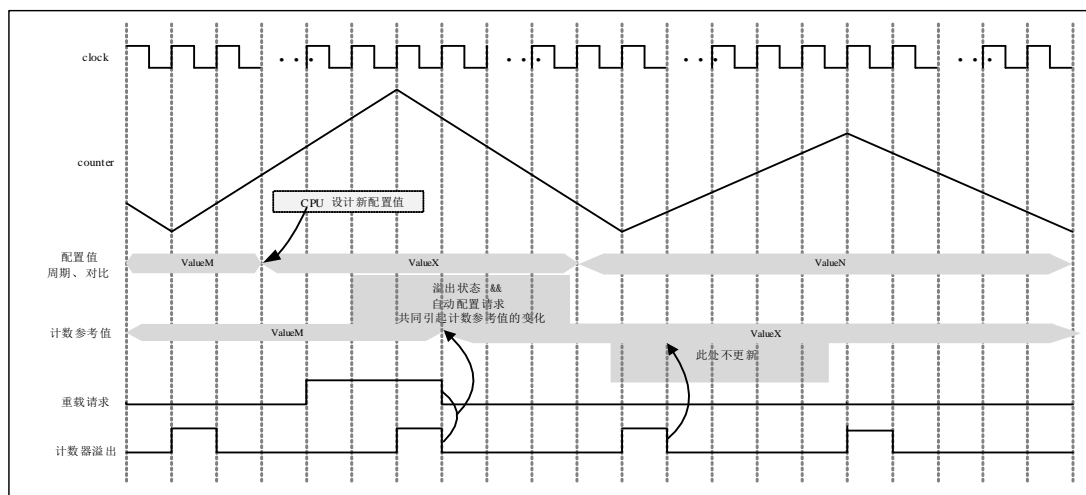 clock
counter
CPU 设计新配置值
配置值
周期、对比
ValueM
ValueX
ValueN
溢出状态 &&
自动配置请求
共同引起计数参考值的变化
计数参考值
ValueM
ValueX
此处不更新
重载请求
计数器溢出